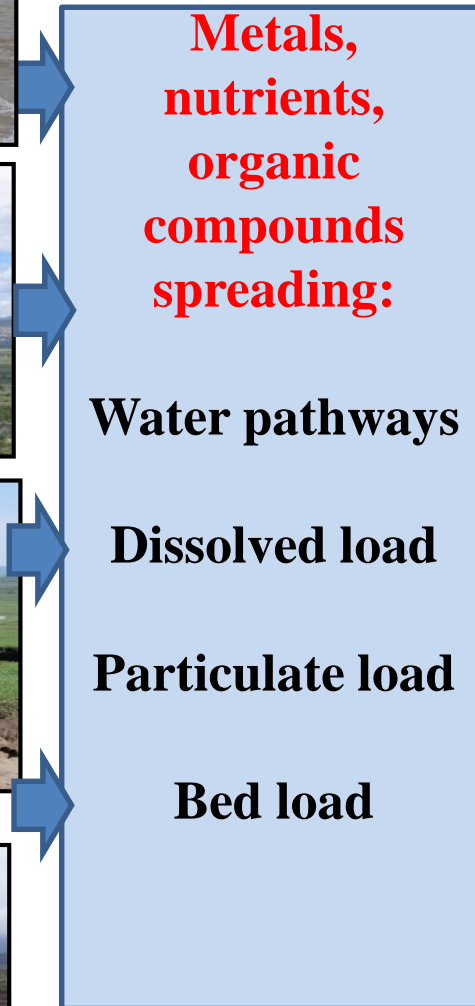 Metals,
nutrients,
organic
compounds
spreading:
Water pathways
Dissolved load
Particulate load
Bed load